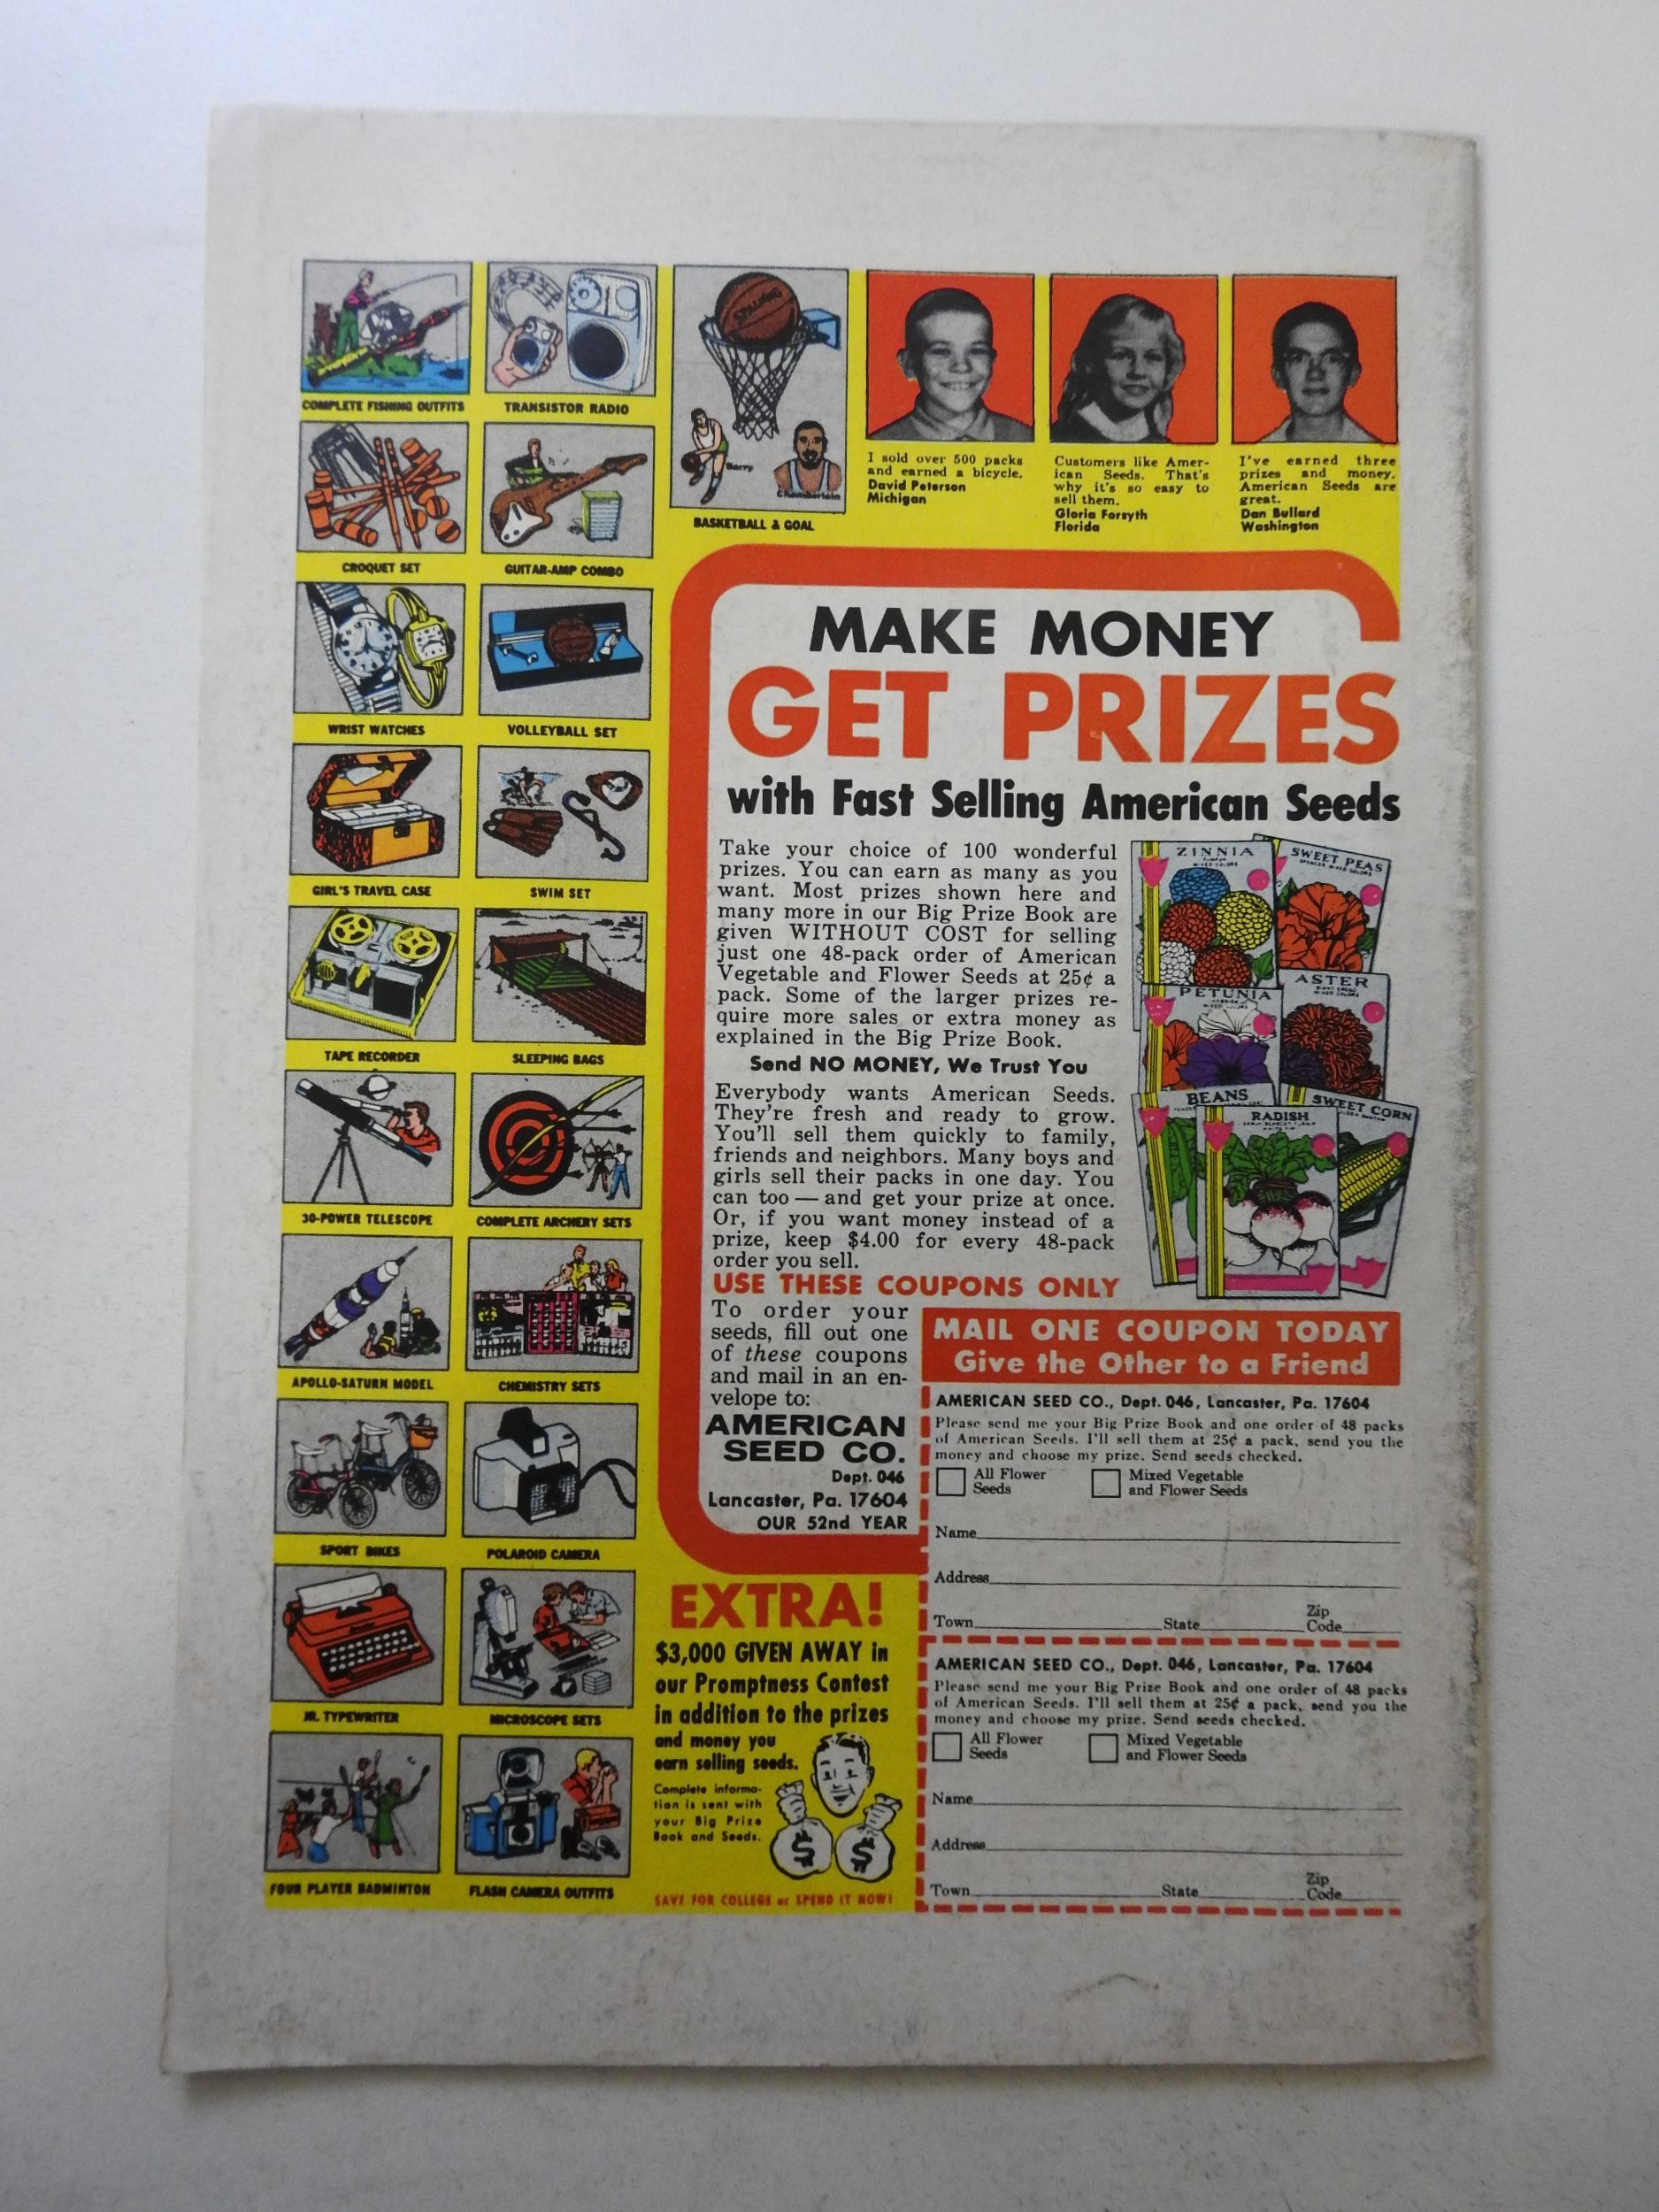 COMPLETE FISHING OUTFITS
TRANSISTOR RADIO
CROQUET SET
GUITAR-AMP COMBO
WRIST WATCHES
VOLLEYBALL SET
GIRL'S TRAVEL CASE
SWIM SET
TAPE RECORDER
SLEEPING BAGS
30-POWER TELESCOPE
COMPLETE ARCHERY SETS
APOLLO-SATURN MODEL
CHEMISTRY SETS
SPORT BIKES
POLAROID CAMERA
JR. TYPEWRITER
MICROSCOPE SETS
FOUR PLAYER BADMINTON
FLASH CAMERA OUTFITS
SPALDING
Barry
Chamberlain
BASKETBALL & GOAL
I sold over 500 packs
and earned a bicycle.
David Peterson
Michigan
Customers like Amer-
ican Seeds. That's
why it's so easy to
sell them.
Gloria Forsyth
Florida
I've earned three
prizes and money.
American Seeds are
great.
Dan Bullard
Washington
MAKE MONEY
GET PRIZES
with Fast Selling American Seeds
Take your choice of 100 wonderful
prizes. You can earn as many as you
want. Most prizes shown here and
many more in our Big Prize Book are
given WITHOUT COST for selling
just one 48-pack order of American
Vegetable and Flower Seeds at 25¢ a
pack. Some of the larger prizes re-
quire more sales or extra money as
explained in the Big Prize Book.
Send NO MONEY, We Trust You
Everybody wants American Seeds.
They're fresh and ready to grow.
You'll sell them quickly to family,
friends and neighbors. Many boys and
girls sell their packs in one day. You
can too — and get your prize at once.
Or, if you want money instead of a
prize, keep $4.00 for every 48-pack
order you sell.
USE THESE COUPONS ONLY
To order your
seeds, fill out one
of these coupons
and mail in an en-
velope to:
AMERICAN
SEED CO.
Dept. 046
Lancaster, Pa. 17604
OUR 52nd YEAR
ZINNIA
MIXED COLORS
SWEET PEAS
PETUNIA
MIXED COLORS
ASTER
MIXED COLORS
BEANS
RADISH
SWEET CORN
MAIL ONE COUPON TODAY
Give the Other to a Friend
AMERICAN SEED CO., Dept. 046, Lancaster, Pa. 17604
Please send me your Big Prize Book and one order of 48 packs
of American Seeds. I'll sell them at 25¢ a pack, send you the
money and choose my prize. Send seeds checked.
All Flower
Seeds
Mixed Vegetable
and Flower Seeds
Name
Address
Town State Zip Code
AMERICAN SEED CO., Dept. 046, Lancaster, Pa. 17604
Please send me your Big Prize Book and one order of 48 packs
of American Seeds. I'll sell them at 25¢ a pack, send you the
money and choose my prize. Send seeds checked.
All Flower
Seeds
Mixed Vegetable
and Flower Seeds
Name
Address
Town State Zip Code
EXTRA!
$3,000 GIVEN AWAY in
our Promptness Contest
in addition to the prizes
and money you
earn selling seeds.
Complete informa-
tion is sent with
your Big Prize
Book and Seeds.
$ $
SAVE FOR COLLEGE or SPEND IT NOW!